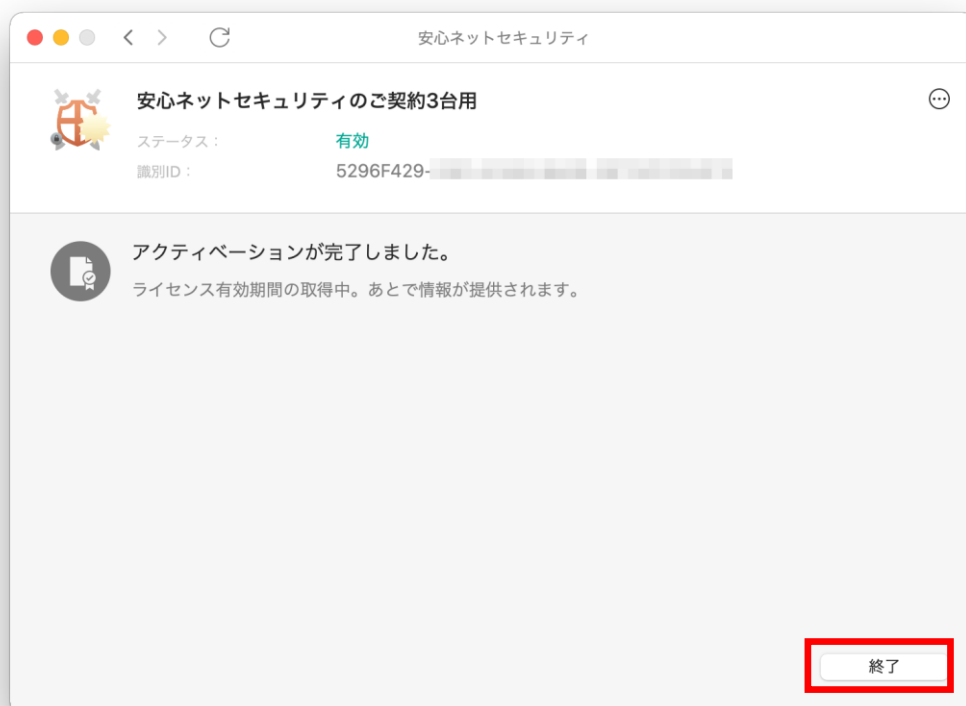 安心ネットセキュリティ
安心ネットセキュリティのご契約3台用
ステータス： 有効
識別ID： 5296F429-
アクティベーションが完了しました。
ライセンス有効期間の取得中。あとで情報が提供されます。
終了